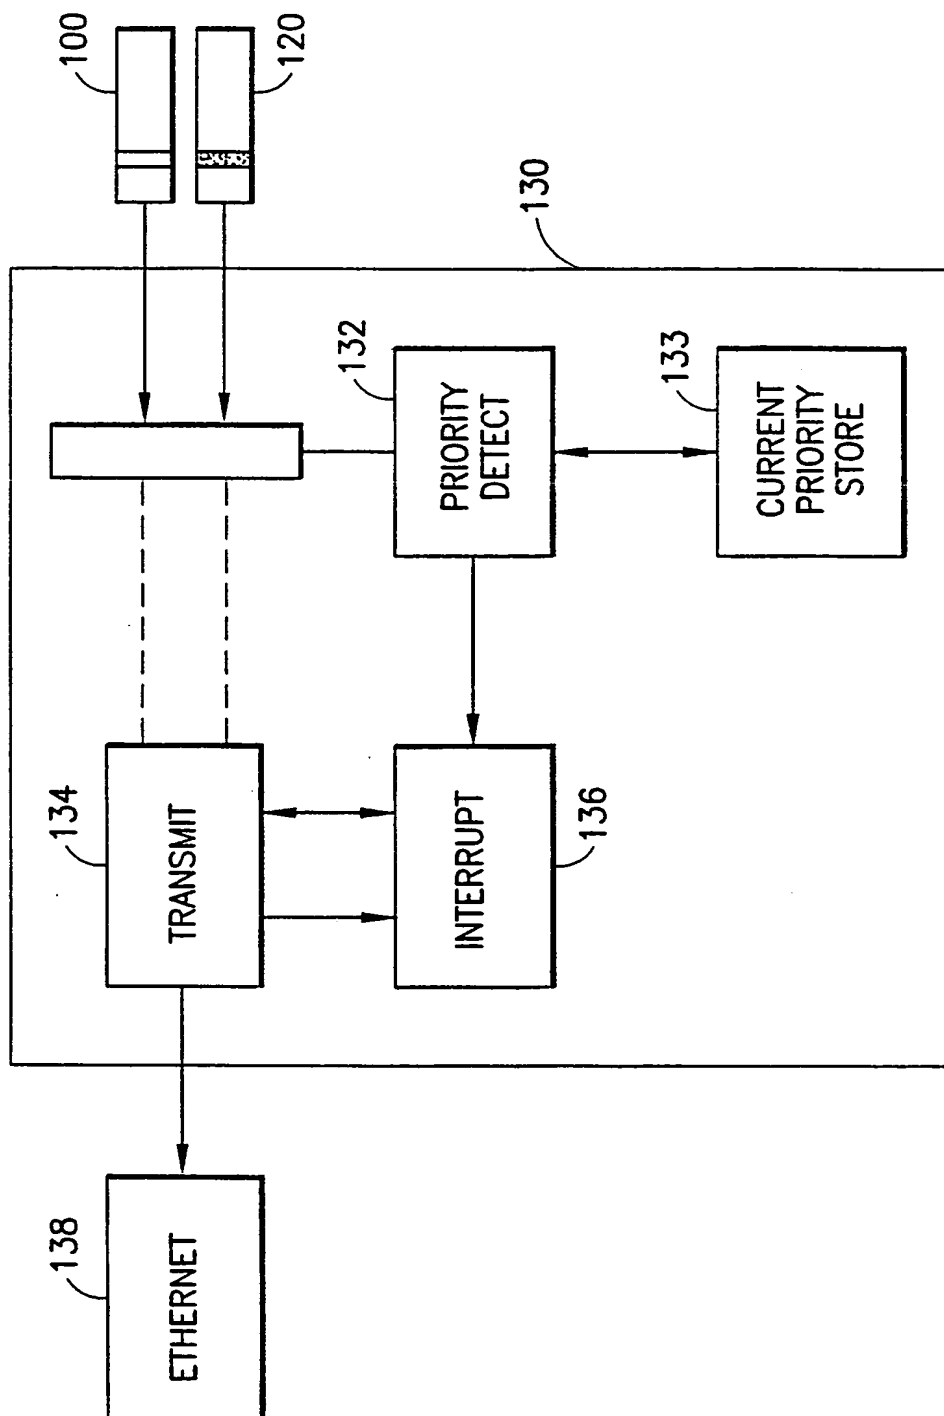 138
ETHERNET
134
TRANSMIT
136
INTERRUPT
130
132
PRIORITY
DETECT
133
CURRENT
PRIORITY
STORE
100
120